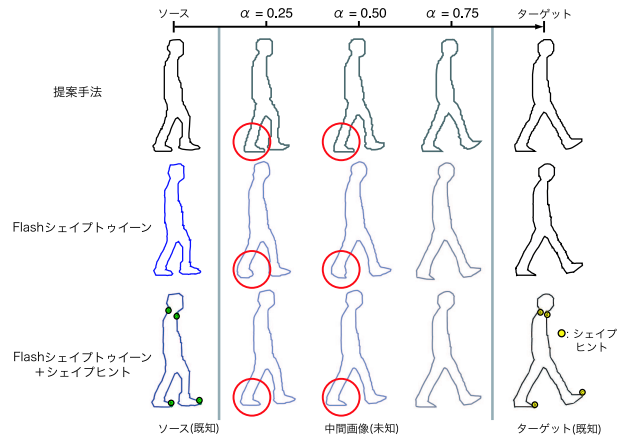 ソース
α = 0.25
α = 0.50
α = 0.75
ターゲット
提案手法
Flashシェイプトゥイーン
Flashシェイプトゥイーン
＋シェイプヒント
: シェイプ
ヒント
ソース(既知)
中間画像(未知)
ターゲット(既知)